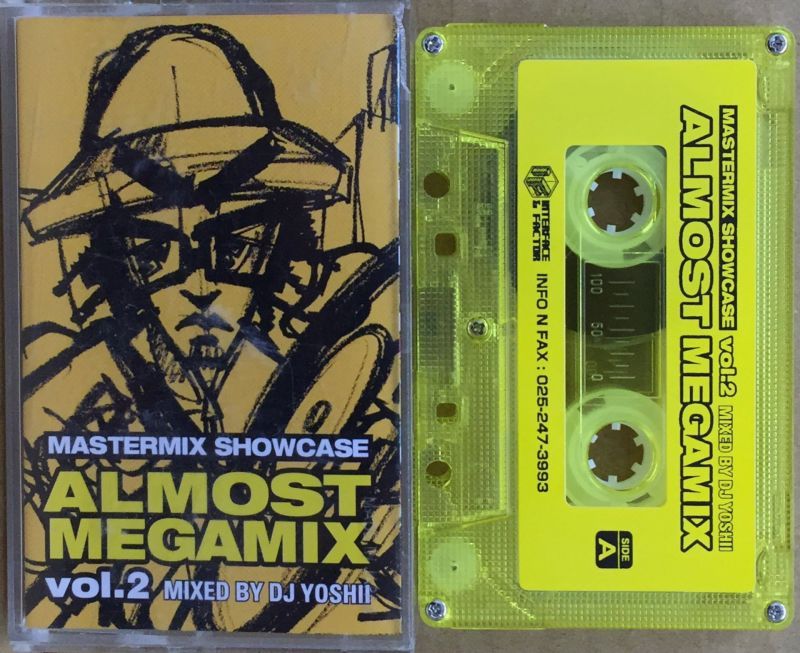 MASTERMIX SHOWCASE
ALMOST
MEGAMIX
vol.2 MIXED BY DJ YOSHII
MASTERMIX SHOWCASE vol.2 MIXED BY DJ YOSHII
ALMOST MEGAMIX
100 50 0
INTERFACE
& FACTOR
INFO N FAX : 025-247-3993
SIDE
A